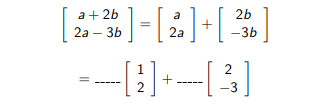 [ a + 2b ; 2a − 3b ] = [ a ; 2a ] + [ 2b ; −3b ]
= ----- [ 1 ; 2 ] + ----- [ 2 ; −3 ]